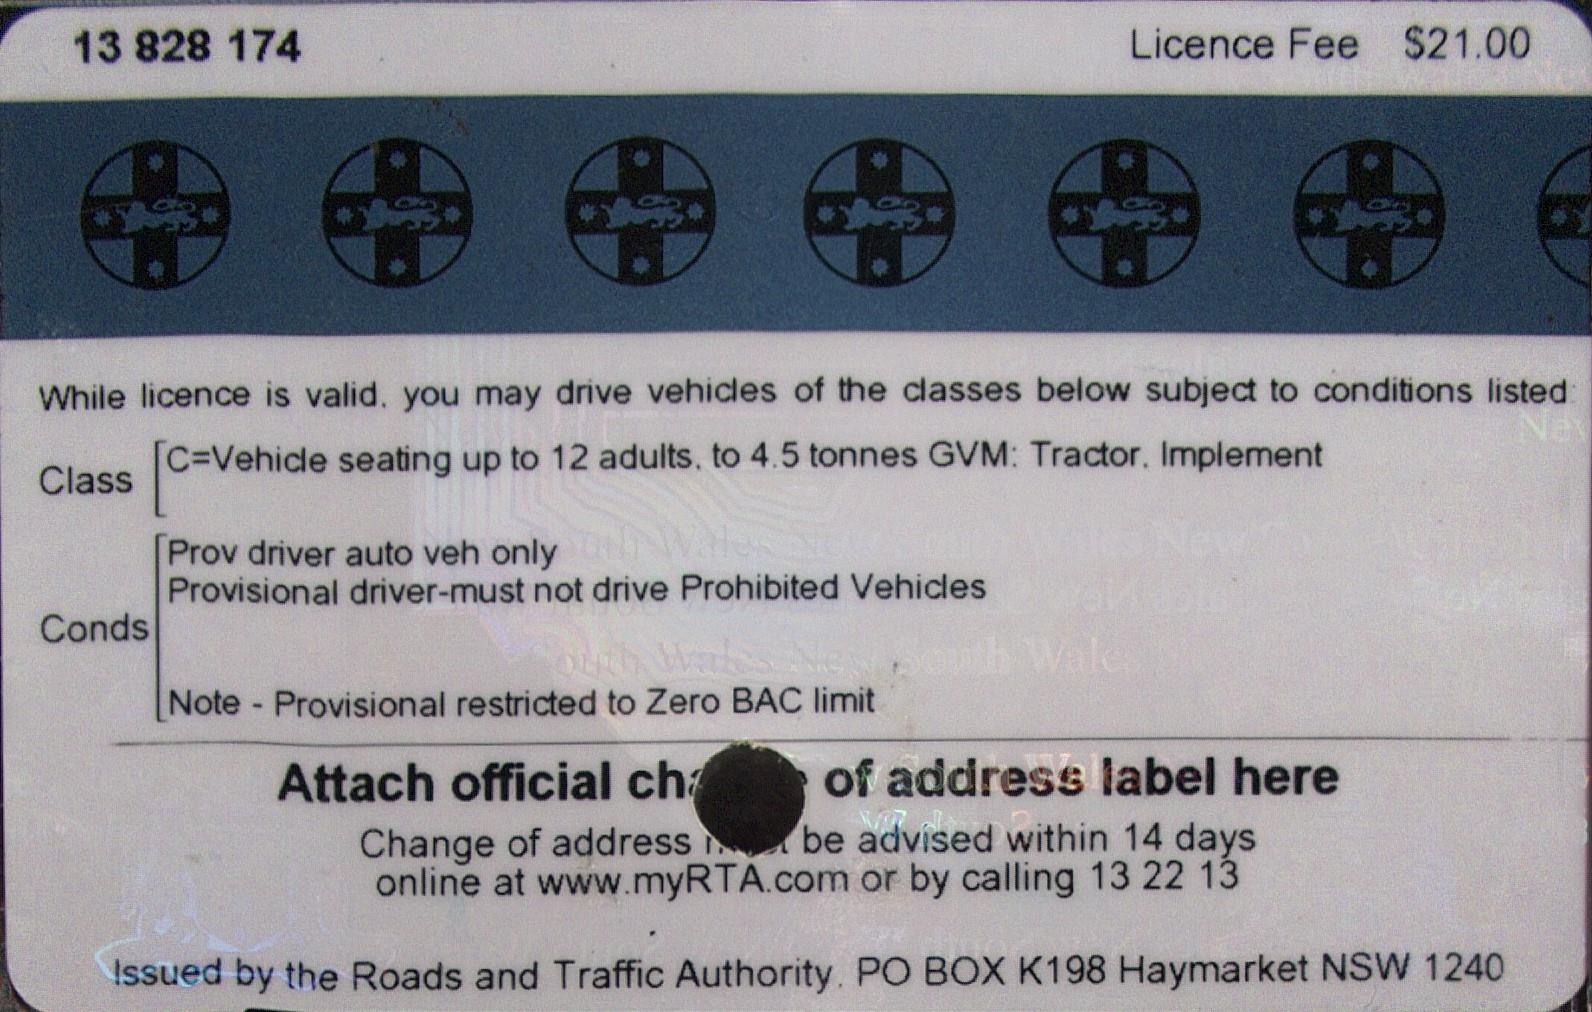 13 828 174 Licence Fee $21.00
While licence is valid, you may drive vehicles of the classes below subject to conditions listed
Class C=Vehicle seating up to 12 adults, to 4.5 tonnes GVM: Tractor, Implement
Conds
Prov driver auto veh only
Provisional driver-must not drive Prohibited Vehicles
Note - Provisional restricted to Zero BAC limit
Attach official of address label here
Change of address be advised within 14 days
online at www.myRTA.com or by calling 13 22 13
Issued by the Roads and Traffic Authority, PO BOX K198 Haymarket NSW 1240